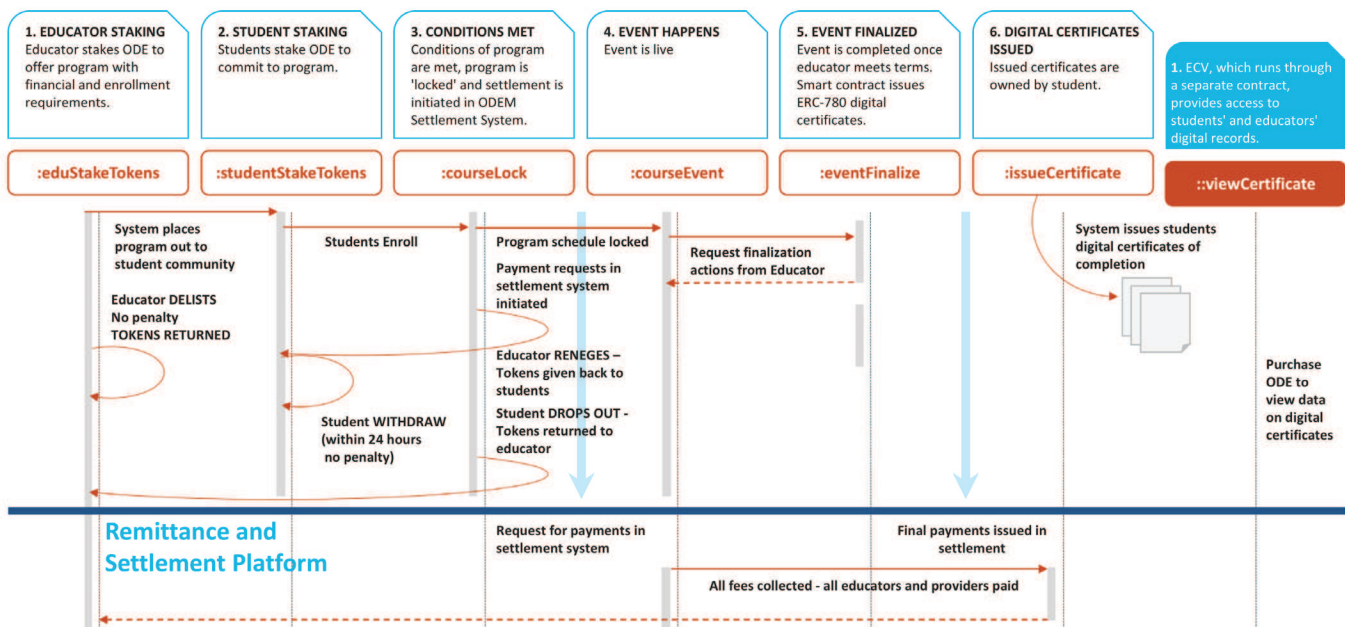 1. EDUCATOR STAKING
Educator stakes ODE to
offer program with
financial and enrollment
requirements.
2. STUDENT STAKING
Students stake ODE to
commit to program.
3. CONDITIONS MET
Conditions of program
are met, program is
'locked' and settlement is
initiated in ODEM
Settlement System.
4. EVENT HAPPENS
Event is live
5. EVENT FINALIZED
Event is completed once
educator meets terms.
Smart contract issues
ERC-780 digital
certificates.
6. DIGITAL CERTIFICATES
ISSUED
Issued certificates are
owned by student.
1. ECV, which runs through
a separate contract,
provides access to
students' and educators'
digital records.
:eduStakeTokens
:studentStakeTokens
:courseLock
:courseEvent
:eventFinalize
:issueCertificate
::viewCertificate
System places
program out to
student community
Educator DELISTS
No penalty
TOKENS RETURNED
Students Enroll
Student WITHDRAW
(within 24 hours
no penalty)
Program schedule locked
Payment requests in
settlement system
initiated
Educator RENEGES –
Tokens given back to
students
Student DROPS OUT -
Tokens returned to
educator
Request finalization
actions from Educator
System issues students
digital certificates of
completion
Purchase
ODE to
view data
on digital
certificates
Remittance and
Settlement Platform
Request for payments in
settlement system
Final payments issued in
settlement
All fees collected - all educators and providers paid